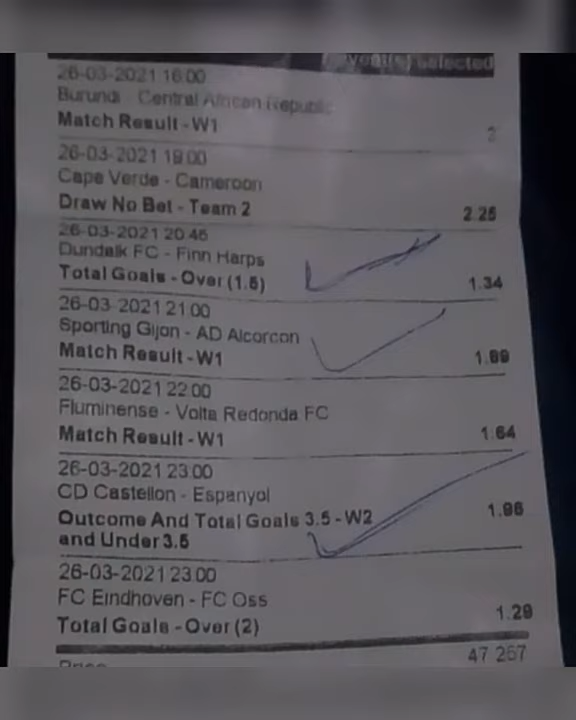 selected
26-03-2021 16:00
Burundi - Central African Republic
Match Result - W1
2
26-03-2021 19:00
Cape Verde - Cameroon
Draw No Bet - Team 2
2.25
26-03-2021 20:45
Dundalk FC - Finn Harps
Total Goals - Over (1.5)
1.34
26-03-2021 21:00
Sporting Gijon - AD Alcorcon
Match Result - W1
1.89
26-03-2021 22:00
Fluminense - Volta Redonda FC
Match Result - W1
1.64
26-03-2021 23:00
CD Castellon - Espanyol
Outcome And Total Goals 3.5 - W2
and Under 3.5
1.96
26-03-2021 23:00
FC Eindhoven - FC Oss
Total Goals - Over (2)
1.29
47.267